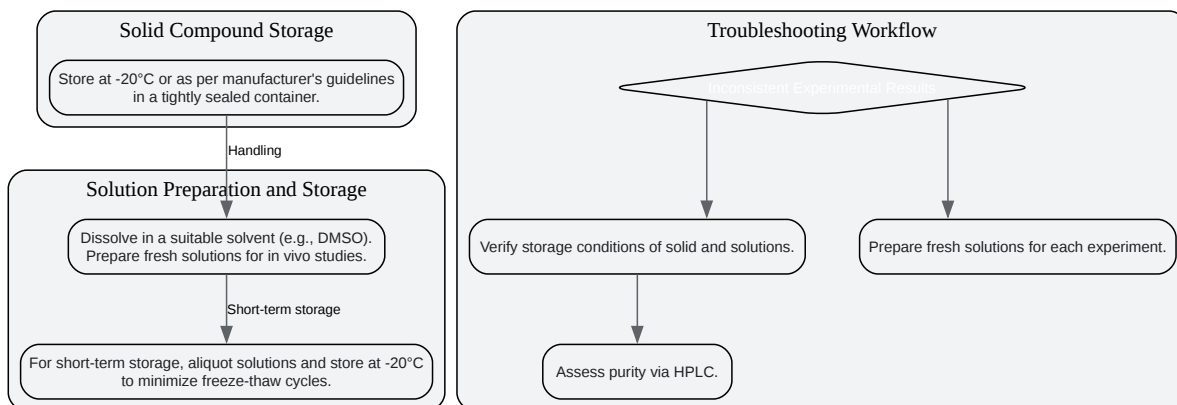 Solid Compound Storage
Store at -20°C or as per manufacturer's guidelines
in a tightly sealed container.
Handling
Solution Preparation and Storage
Dissolve in a suitable solvent (e.g., DMSO).
Prepare fresh solutions for in vivo studies.
Short-term storage
For short-term storage, aliquot solutions and store at -20°C
to minimize freeze-thaw cycles.
Troubleshooting Workflow
Inconsistent Experimental Results
Verify storage conditions of solid and solutions.
Prepare fresh solutions for each experiment.
Assess purity via HPLC.